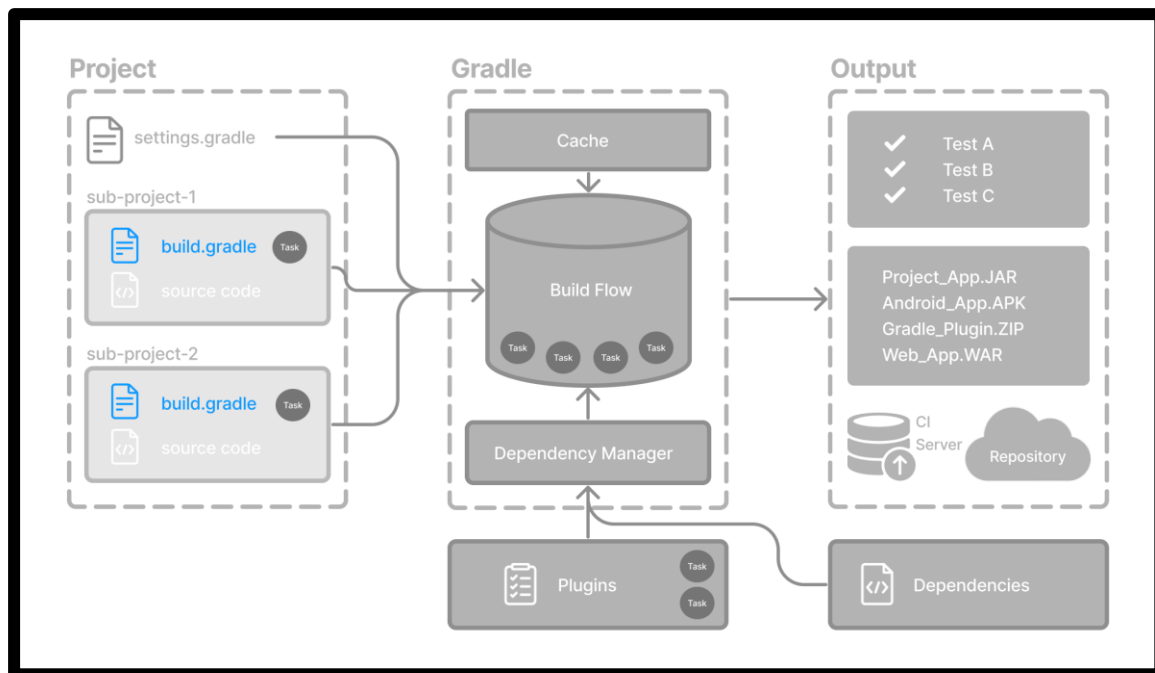 Project
settings.gradle
sub-project-1
build.gradle Task
source code
sub-project-2
build.gradle Task
source code
Gradle
Cache
Build Flow
Task Task Task Task
Dependency Manager
Plugins
Task
Task
Output
Test A
Test B
Test C
Project_App.JAR
Android_App.APK
Gradle_Plugin.ZIP
Web_App.WAR
CI
Server
Repository
Dependencies